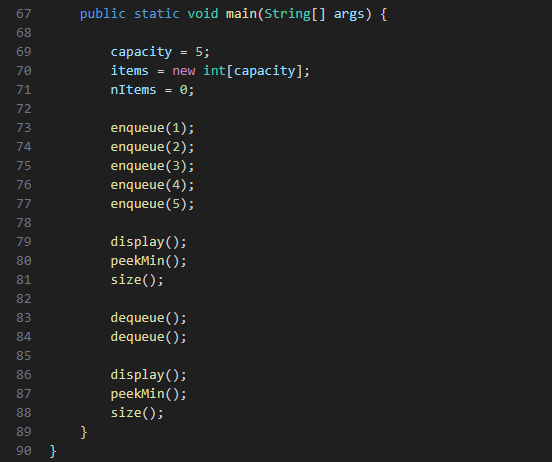 67    public static void main(String[] args) {
68
69        capacity = 5;
70        items = new int[capacity];
71        nItems = 0;
72
73        enqueue(1);
74        enqueue(2);
75        enqueue(3);
76        enqueue(4);
77        enqueue(5);
78
79        display();
80        peekMin();
81        size();
82
83        dequeue();
84        dequeue();
85
86        display();
87        peekMin();
88        size();
89    }
90 }